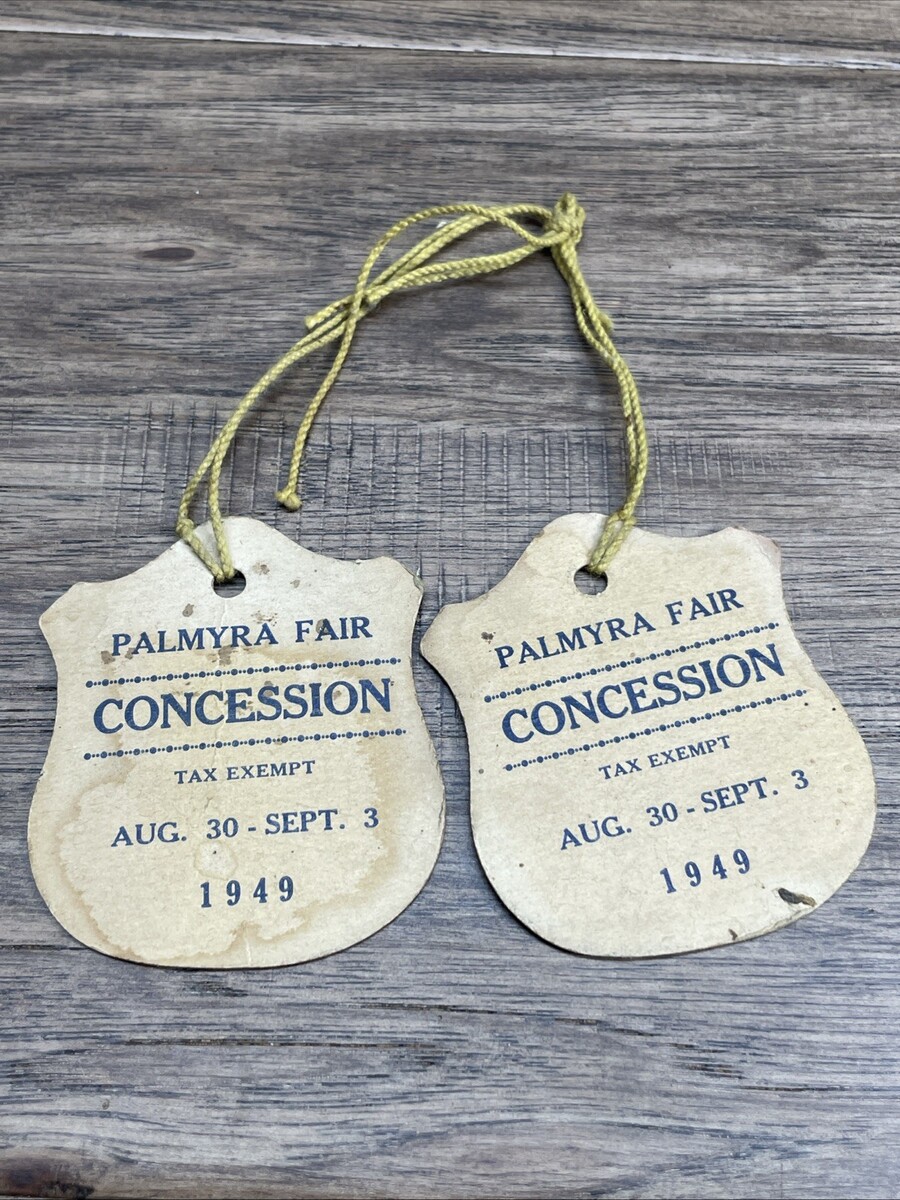 PALMYRA FAIR
CONCESSION
TAX EXEMPT
AUG. 30 - SEPT. 3
1949
PALMYRA FAIR
CONCESSION
TAX EXEMPT
AUG. 30 - SEPT. 3
1949